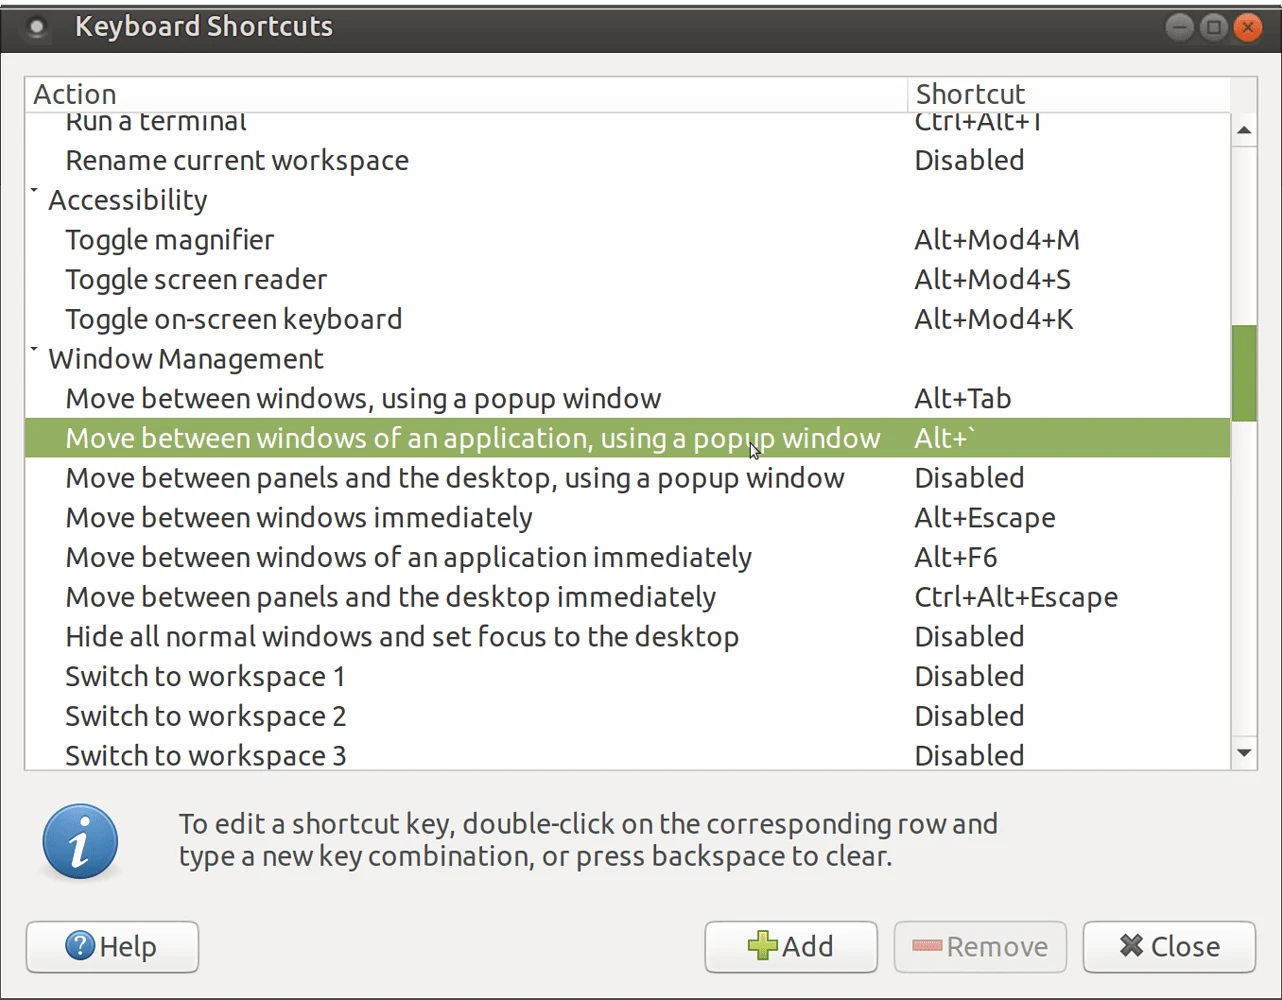 Keyboard Shortcuts
Action Shortcut
Run a terminal Ctrl+Alt+T
Rename current workspace Disabled
Accessibility
Toggle magnifier Alt+Mod4+M
Toggle screen reader Alt+Mod4+S
Toggle on-screen keyboard Alt+Mod4+K
Window Management
Move between windows, using a popup window Alt+Tab
Move between windows of an application, using a popup window Alt+`
Move between panels and the desktop, using a popup window Disabled
Move between windows immediately Alt+Escape
Move between windows of an application immediately Alt+F6
Move between panels and the desktop immediately Ctrl+Alt+Escape
Hide all normal windows and set focus to the desktop Disabled
Switch to workspace 1 Disabled
Switch to workspace 2 Disabled
Switch to workspace 3 Disabled
To edit a shortcut key, double-click on the corresponding row and
type a new key combination, or press backspace to clear.
Help Add Remove Close